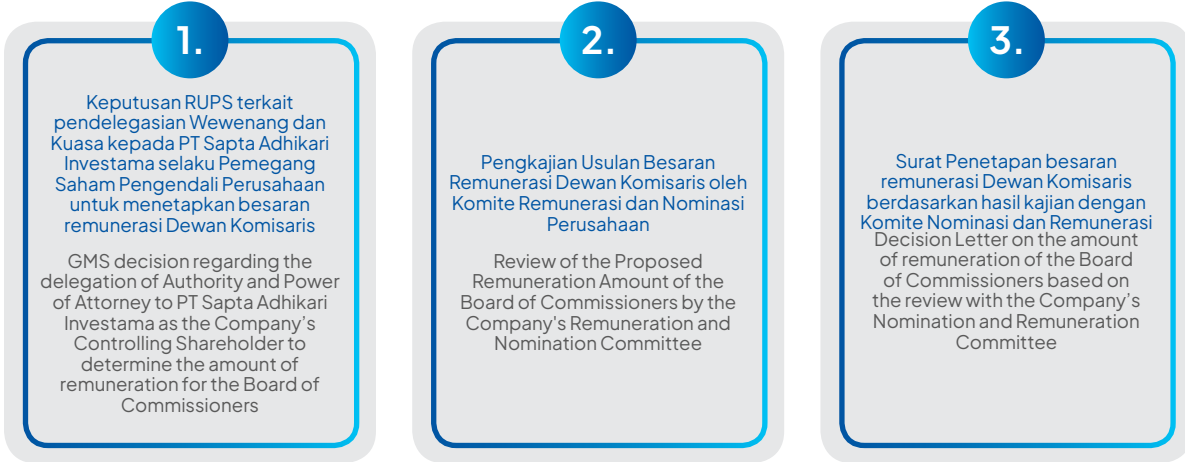 1.
Keputusan RUPS terkait
pendelegasian Wewenang dan
Kuasa kepada PT Sapta Adhikari
Investama selaku Pemegang
Saham Pengendali Perusahaan
untuk menetapkan besaran
remunerasi Dewan Komisaris
GMS decision regarding the
delegation of Authority and Power
of Attorney to PT Sapta Adhikari
Investama as the Company's
Controlling Shareholder to
determine the amount of
remuneration for the Board of
Commissioners
2.
Pengkajian Usulan Besaran
Remunerasi Dewan Komisaris oleh
Komite Remunerasi dan Nominasi
Perusahaan
Review of the Proposed
Remuneration Amount of the
Board of Commissioners by the
Company's Remuneration and
Nomination Committee
3.
Surat Penetapan besaran
remunerasi Dewan Komisaris
berdasarkan hasil kajian dengan
Komite Nominasi dan Remunerasi
Decision Letter on the amount
of remuneration of the Board
of Commissioners based on
the review with the Company's
Nomination and Remuneration
Committee